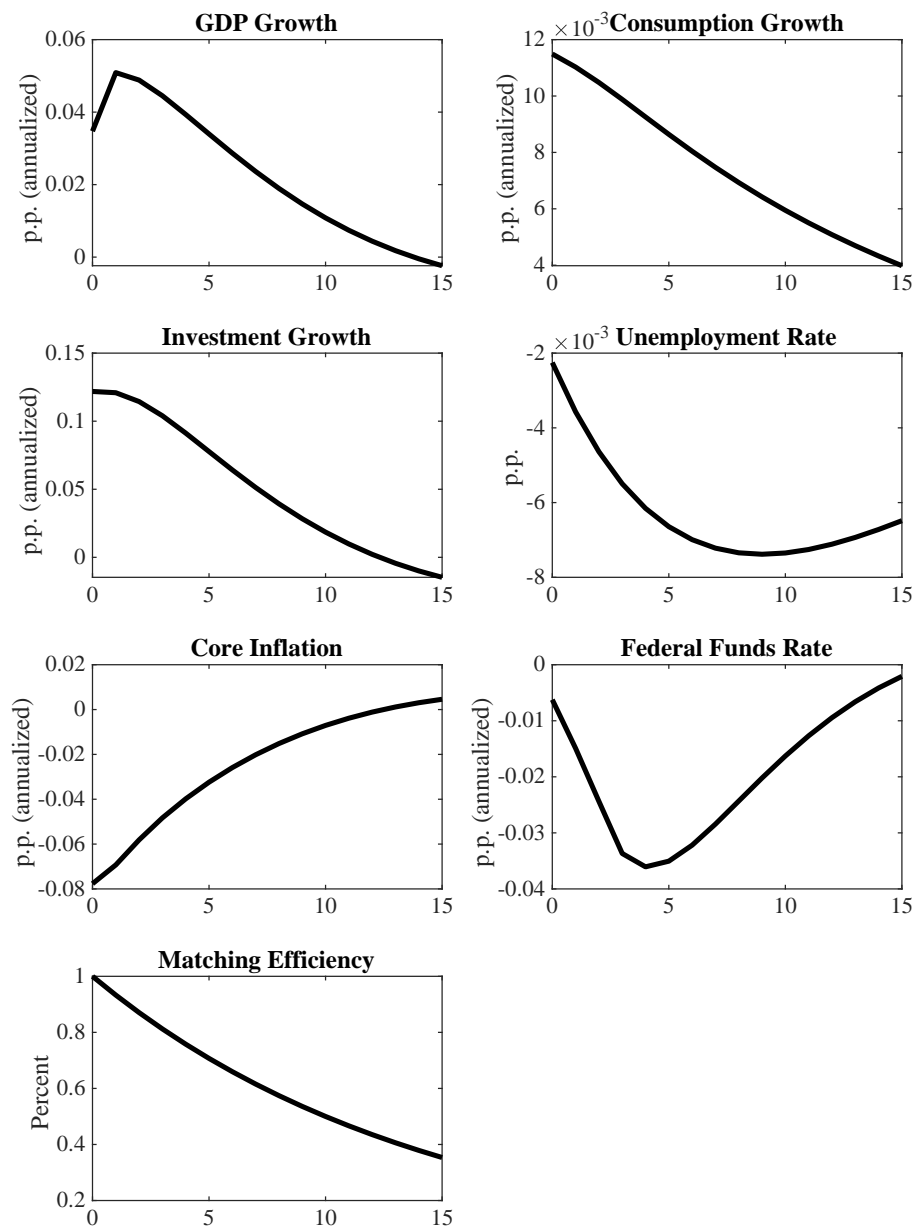 GDP Growth
p.p. (annualized)
0.06
0.04
0.02
0
0 5 10 15
×10⁻³ Consumption Growth
p.p. (annualized)
12
10
8
6
4
0 5 10 15
Investment Growth
p.p. (annualized)
0.15
0.1
0.05
0
0 5 10 15
×10⁻³ Unemployment Rate
p.p.
-2
-4
-6
-8
0 5 10 15
Core Inflation
p.p. (annualized)
0.02
0
-0.02
-0.04
-0.06
-0.08
0 5 10 15
Federal Funds Rate
p.p. (annualized)
0
-0.01
-0.02
-0.03
-0.04
0 5 10 15
Matching Efficiency
Percent
1
0.8
0.6
0.4
0.2
0 5 10 15